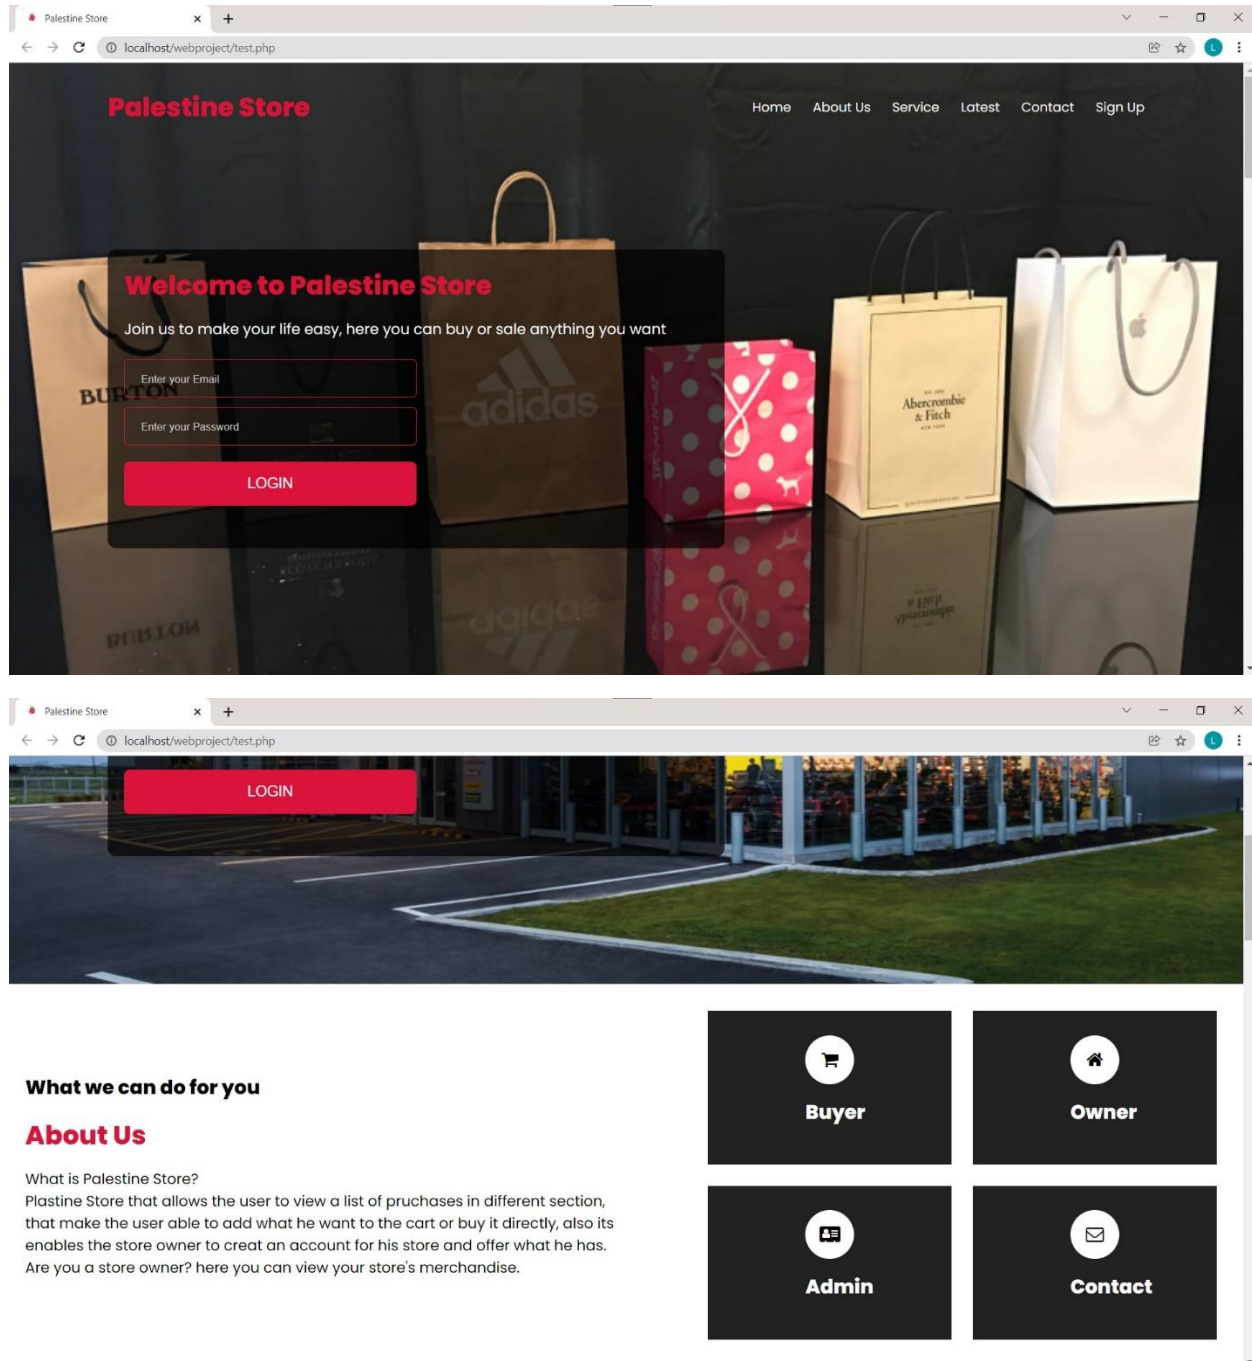 Palestine Store
localhost/webproject/test.php
Palestine Store
Home About Us Service Latest Contact Sign Up
Welcome to Palestine Store
Join us to make your life easy, here you can buy or sale anything you want
Enter your Email
Enter your Password
LOGIN
BURTON
adidas
Abercrombie
& Fitch
NEW YORK
Palestine Store
localhost/webproject/test.php
L
LOGIN
What we can do for you
About Us
What is Palestine Store?
Plastine Store that allows the user to view a list of pruchases in different section,
that make the user able to add what he want to the cart or buy it directly, also its
enables the store owner to creat an account for his store and offer what he has.
Are you a store owner? here you can view your store's merchandise.
Buyer
Owner
Admin
Contact